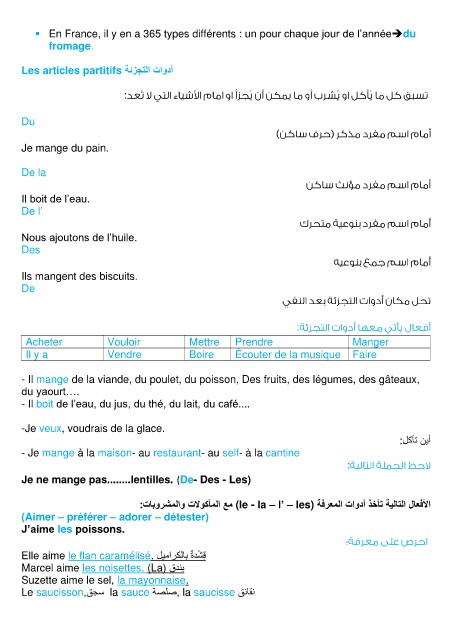 ▪ En France, il y en a 365 types différents : un pour chaque jour de l'année➔du
fromage.
Les articles partitifs أدوات التجزئة
تسبق كل ما يُأكل او يُشرب أو ما يمكن أن يُجزأ او امام الأشياء التي لا تُعد:
Du
أمام اسم مفرد مذكر (حرف ساكن)
Je mange du pain.
De la
أمام اسم مفرد مؤنث ساكن
Il boit de l'eau.
De l'
أمام اسم مفرد بنوعية متحرك
Nous ajoutons de l'huile.
Des
أمام اسم جمع بنوعيه
Ils mangent des biscuits.
De
تحل مكان أدوات التجزئة بعد النفي
أفعال يأتي معها أدوات التجزئة:
Acheter Vouloir Mettre Prendre Manger
Il y a Vendre Boire Écouter de la musique Faire
- Il mange de la viande, du poulet, du poisson, Des fruits, des légumes, des gâteaux,
du yaourt….
- Il boit de l'eau, du jus, du thé, du lait, du café....
-Je veux, voudrais de la glace.
أين تأكل:
- Je mange à la maison- au restaurant- au self- à la cantine
لاحظ الجملة التالية:
Je ne mange pas........lentilles. (De- Des - Les)
الأفعال التالية تأخذ أدوات المعرفة (le - la – l' – les) مع المأكولات والمشروبات:
(Aimer – préférer – adorer – détester)
J'aime les poissons.
احرص على معرفة:
Elle aime le flan caramélisé. قِشدةٌ بالكراميل
Marcel aime les noisettes. (La) بندق
Suzette aime le sel, la mayonnaise.
Le saucisson,سجق la sauce صلصة, la saucisse نقانق